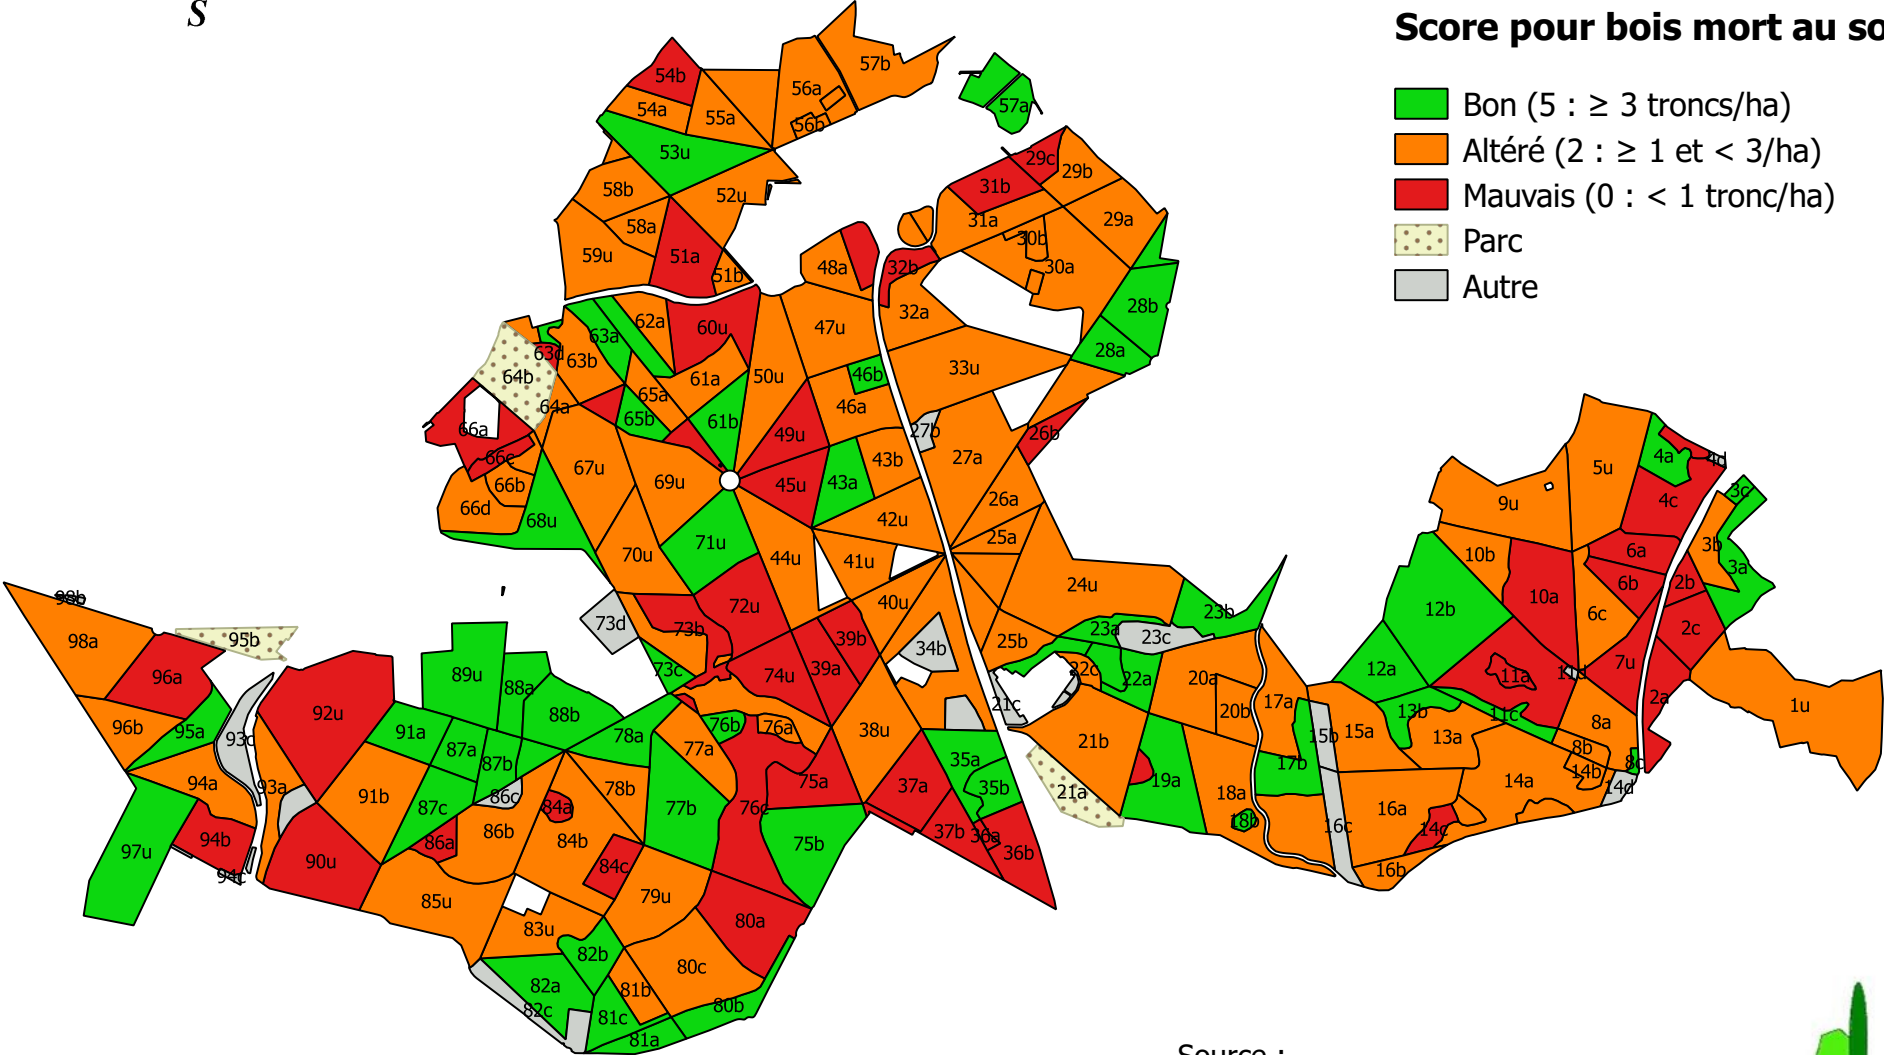 S
Score pour bois mort au so
Bon (5 : ≥ 3 troncs/ha)
Altéré (2 : ≥ 1 et < 3/ha)
Mauvais (0 : < 1 tronc/ha)
Parc
Autre
57b
54b
56a
54a
55a
56b
57a
53u
29c
29b
58b
52u
31b
58a
31a
29a
59u
51a
51b
48a
32b
30b
30a
28b
62a
60u
47u
32a
63a
63d
63b
28a
64b
61a
50u
46b
33u
65a
64a
46a
65b
61b
66a
49u
27b
26b
66c
43b
27a
4a
4d
5u
67u
66b
69u
45u
43a
3c
26a
4c
9u
66d
68u
42u
25a
3b
71u
6a
70u
44u
41u
10b
3a
24u
6b
2b
98b
72u
40u
10a
12b
6c
23b
73d
73b
39b
23a
23c
2c
98a
95b
25b
34b
7u
73c
74u
39a
22c
22a
12a
11d
96a
89u
88a
20a
11a
2a
21c
17a
20b
1u
92u
88b
13b
11c
96b
95a
91a
76b
76a
38u
15b
15a
8a
93c
78a
13a
21b
87a
77a
8b
87b
35a
17b
8c
94a
93a
78b
75a
37a
35b
21a
19a
14b
14a
14d
91b
86c
87c
84a
77b
76c
18a
16a
86b
37b
36a
18b
16c
14c
94b
86a
84b
75b
97u
90u
84c
36b
94c
16b
85u
79u
83u
80a
82b
80c
82a
81b
82c
81c
80b
81a
Source :